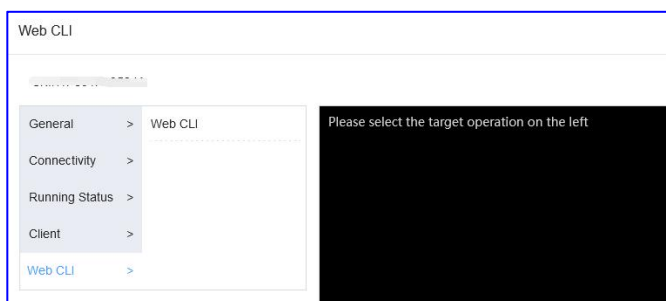 Web CLI
General >
Web CLI
Please select the target operation on the left
Connectivity >
Running Status >
Client >
Web CLI >